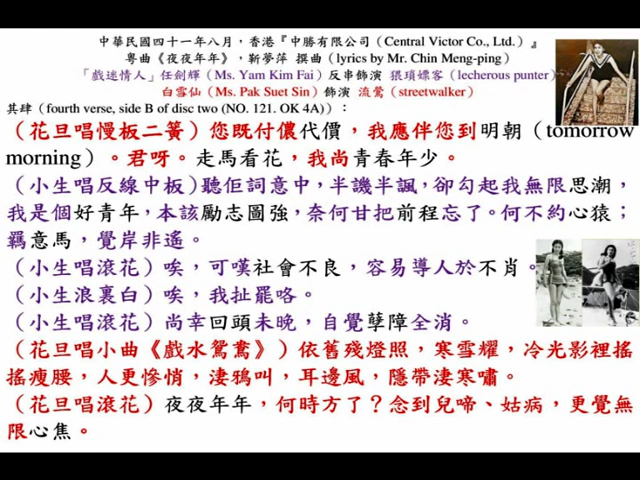 中華民國四十一年八月，香港『中勝有限公司（Central Victor Co., Ltd.）』
粵曲《夜夜年年》，靳夢萍 撰曲（lyrics by Mr. Chin Meng-ping）
「戲迷情人」任劍輝（Ms. Yam Kim Fai）反串飾演 猥瑣嫖客（lecherous punter）；
白雪仙（Ms. Pak Suet Sin）飾演 流鶯（streetwalker）
其肆（fourth verse, side B of disc two (NO. 121. OK 4A)）：
（花旦唱慢板二簧）您既付儂代價，我應伴您到明朝（tomorrow
morning）。君呀。走馬看花，我尚青春年少。
（小生唱反線中板）聽佢詞意中，半譏半諷，卻勾起我無限思潮，
我是個好青年，本該勵志圖強，奈何甘把前程忘了。何不約心猿；
羈意馬，覺岸非遙。
（小生唱滾花）唉，可嘆社會不良，容易導人於不肖。
（小生浪裏白）唉，我扯罷咯。
（小生唱滾花）尚幸回頭未晚，自覺孽障全消。
（花旦唱小曲《戲水鴛鴦》）依舊殘燈照，寒雪耀，冷光影裡搖
搖瘦腰，人更慘悄，淒鴉叫，耳邊風，隱帶淒寒嘯。
（花旦唱滾花）夜夜年年，何時方了？念到兒啼、姑病，更覺無
限心焦。